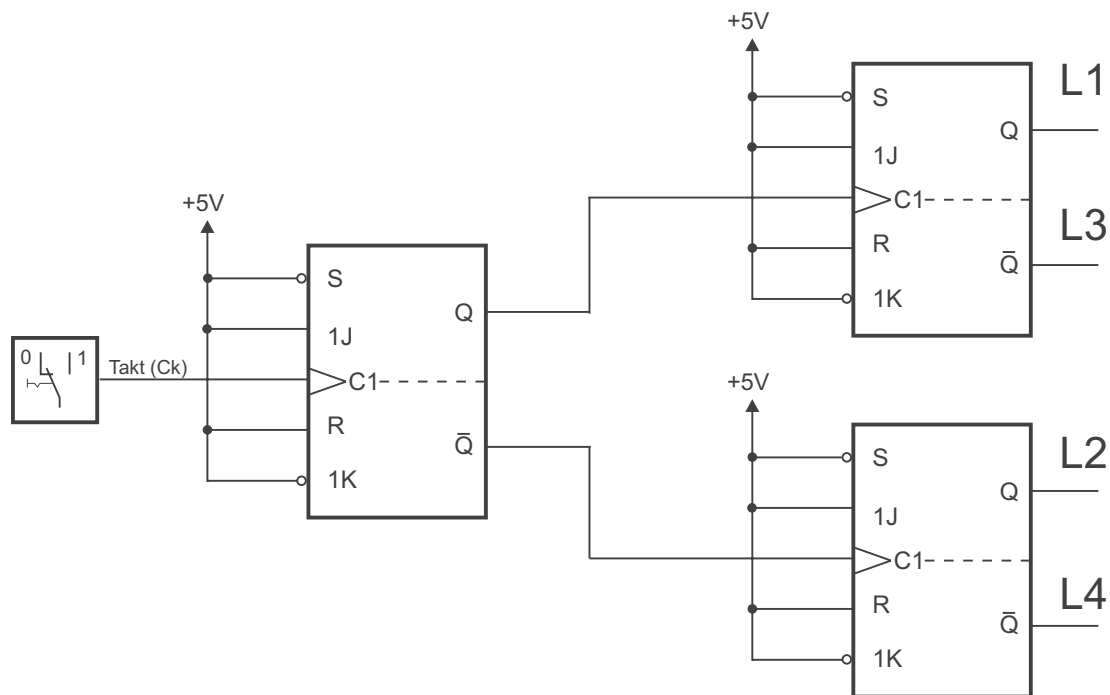 +5V
S
1J
C1
R
1K
Q
Q̄
L1
L3
+5V
S
1J
C1
R
1K
Q
Q̄
0 1
Takt (Ck)
+5V
S
1J
C1
R
1K
Q
Q̄
L2
L4